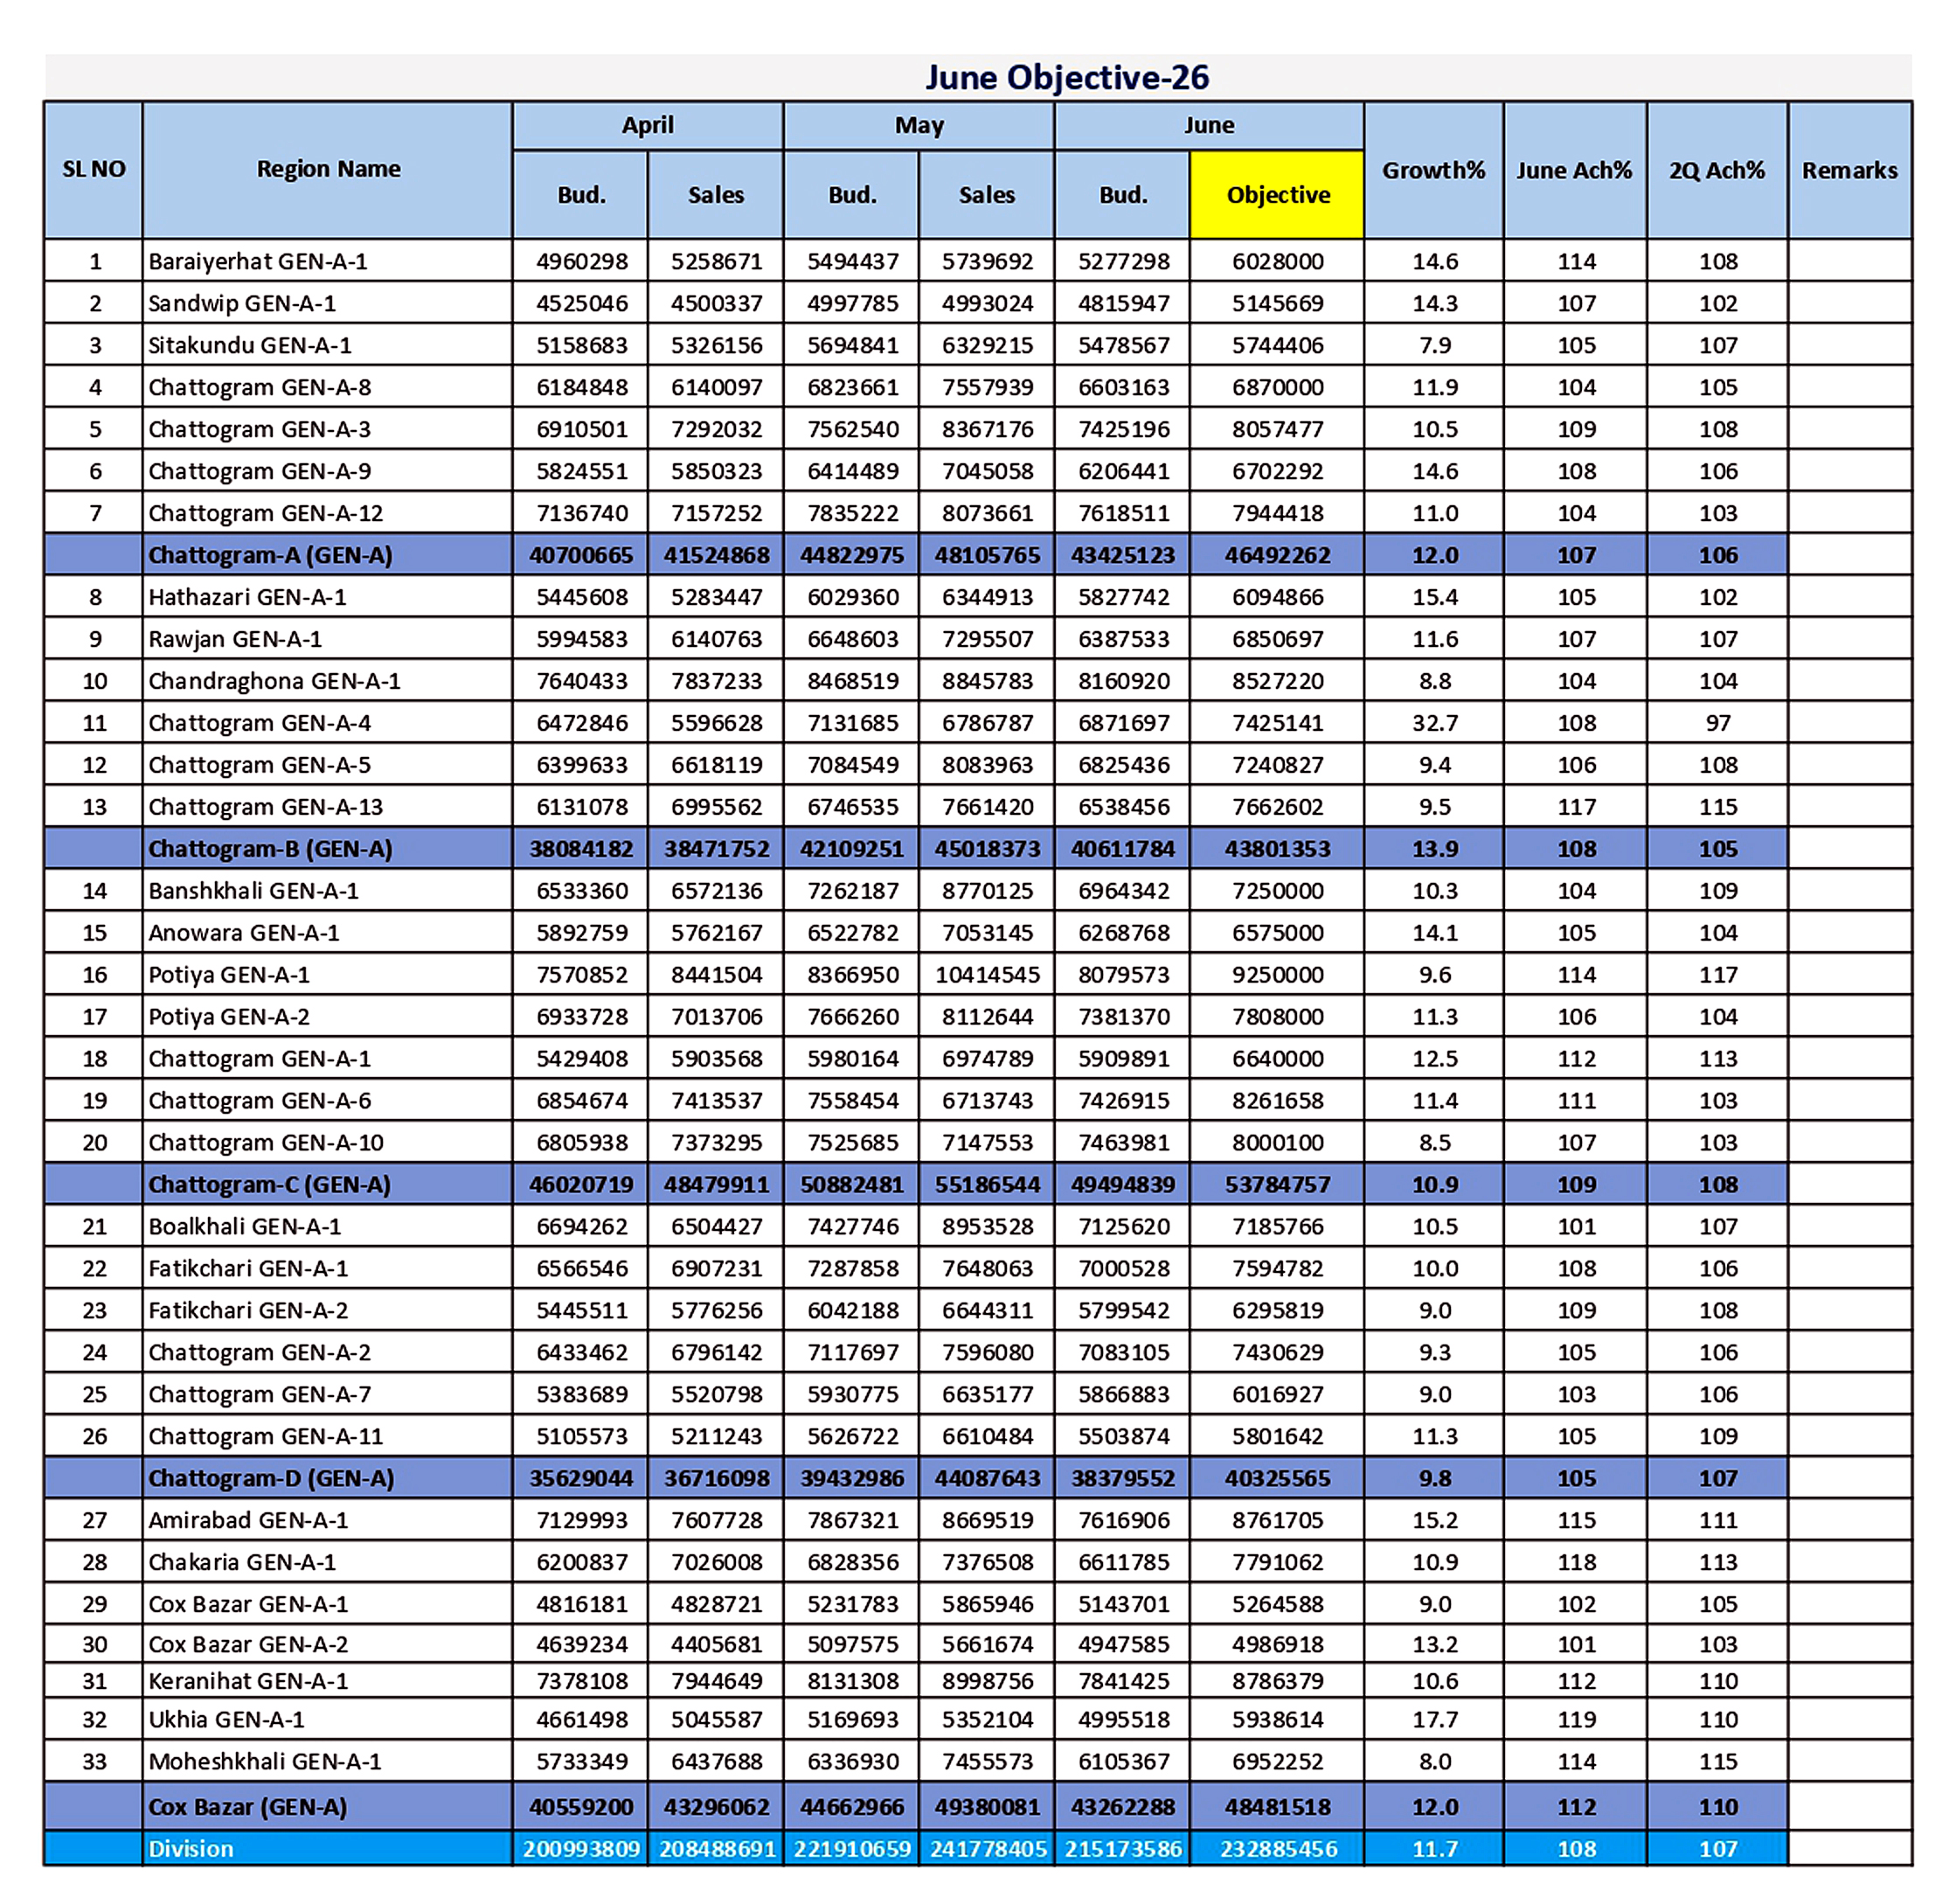 June Objective-26
SL NO Region Name April May June Growth% June Ach% 2Q Ach% Remarks
Bud. Sales Bud. Sales Bud. Objective
1 Baraiyerhat GEN-A-1 4960298 5258671 5494437 5739692 5277298 6028000 14.6 114 108
2 Sandwip GEN-A-1 4525046 4500337 4997785 4993024 4815947 5145669 14.3 107 102
3 Sitakundu GEN-A-1 5158683 5326156 5694841 6329215 5478567 5744406 7.9 105 107
4 Chattogram GEN-A-8 6184848 6140097 6823661 7557939 6603163 6870000 11.9 104 105
5 Chattogram GEN-A-3 6910501 7292032 7562540 8367176 7425196 8057477 10.5 109 108
6 Chattogram GEN-A-9 5824551 5850323 6414489 7045058 6206441 6702292 14.6 108 106
7 Chattogram GEN-A-12 7136740 7157252 7835222 8073661 7618511 7944418 11.0 104 103
Chattogram-A (GEN-A) 40700665 41524868 44822975 48105765 43425123 46492262 12.0 107 106
8 Hathazari GEN-A-1 5445608 5283447 6029360 6344913 5827742 6094866 15.4 105 102
9 Rawjan GEN-A-1 5994583 6140763 6648603 7295507 6387533 6850697 11.6 107 107
10 Chandraghona GEN-A-1 7640433 7837233 8468519 8845783 8160920 8527220 8.8 104 104
11 Chattogram GEN-A-4 6472846 5596628 7131685 6786787 6871697 7425141 32.7 108 97
12 Chattogram GEN-A-5 6399633 6618119 7084549 8083963 6825436 7240827 9.4 106 108
13 Chattogram GEN-A-13 6131078 6995562 6746535 7661420 6538456 7662602 9.5 117 115
Chattogram-B (GEN-A) 38084182 38471752 42109251 45018373 40611784 43801353 13.9 108 105
14 Banshkhali GEN-A-1 6533360 6572136 7262187 8770125 6964342 7250000 10.3 104 109
15 Anowara GEN-A-1 5892759 5762167 6522782 7053145 6268768 6575000 14.1 105 104
16 Potiya GEN-A-1 7570852 8441504 8366950 10414545 8079573 9250000 9.6 114 117
17 Potiya GEN-A-2 6933728 7013706 7666260 8112644 7381370 7808000 11.3 106 104
18 Chattogram GEN-A-1 5429408 5903568 5980164 6974789 5909891 6640000 12.5 112 113
19 Chattogram GEN-A-6 6854674 7413537 7558454 6713743 7426915 8261658 11.4 111 103
20 Chattogram GEN-A-10 6805938 7373295 7525685 7147553 7463981 8000100 8.5 107 103
Chattogram-C (GEN-A) 46020719 48479911 50882481 55186544 49494839 53784757 10.9 109 108
21 Boalkhali GEN-A-1 6694262 6504427 7427746 8953528 7125620 7185766 10.5 101 107
22 Fatikchari GEN-A-1 6566546 6907231 7287858 7648063 7000528 7594782 10.0 108 106
23 Fatikchari GEN-A-2 5445511 5776256 6042188 6644311 5799542 6295819 9.0 109 108
24 Chattogram GEN-A-2 6433462 6796142 7117697 7596080 7083105 7430629 9.3 105 106
25 Chattogram GEN-A-7 5383689 5520798 5930775 6635177 5866883 6016927 9.0 103 106
26 Chattogram GEN-A-11 5105573 5211243 5626722 6610484 5503874 5801642 11.3 105 109
Chattogram-D (GEN-A) 35629044 36716098 39432986 44087643 38379552 40325565 9.8 105 107
27 Amirabad GEN-A-1 7129993 7607728 7867321 8669519 7616906 8761705 15.2 115 111
28 Chakaria GEN-A-1 6200837 7026008 6828356 7376508 6611785 7791062 10.9 118 113
29 Cox Bazar GEN-A-1 4816181 4828721 5231783 5865946 5143701 5264588 9.0 102 105
30 Cox Bazar GEN-A-2 4639234 4405681 5097575 5661674 4947585 4986918 13.2 101 103
31 Keranihat GEN-A-1 7378108 7944649 8131308 8998756 7841425 8786379 10.6 112 110
32 Ukhia GEN-A-1 4661498 5045587 5169693 5352104 4995518 5938614 17.7 119 110
33 Moheshkhali GEN-A-1 5733349 6437688 6336930 7455573 6105367 6952252 8.0 114 115
Cox Bazar (GEN-A) 40559200 43296062 44662966 49380081 43262288 48481518 12.0 112 110
Division 200993809 208488691 221910659 241778405 215173586 232885456 11.7 108 107